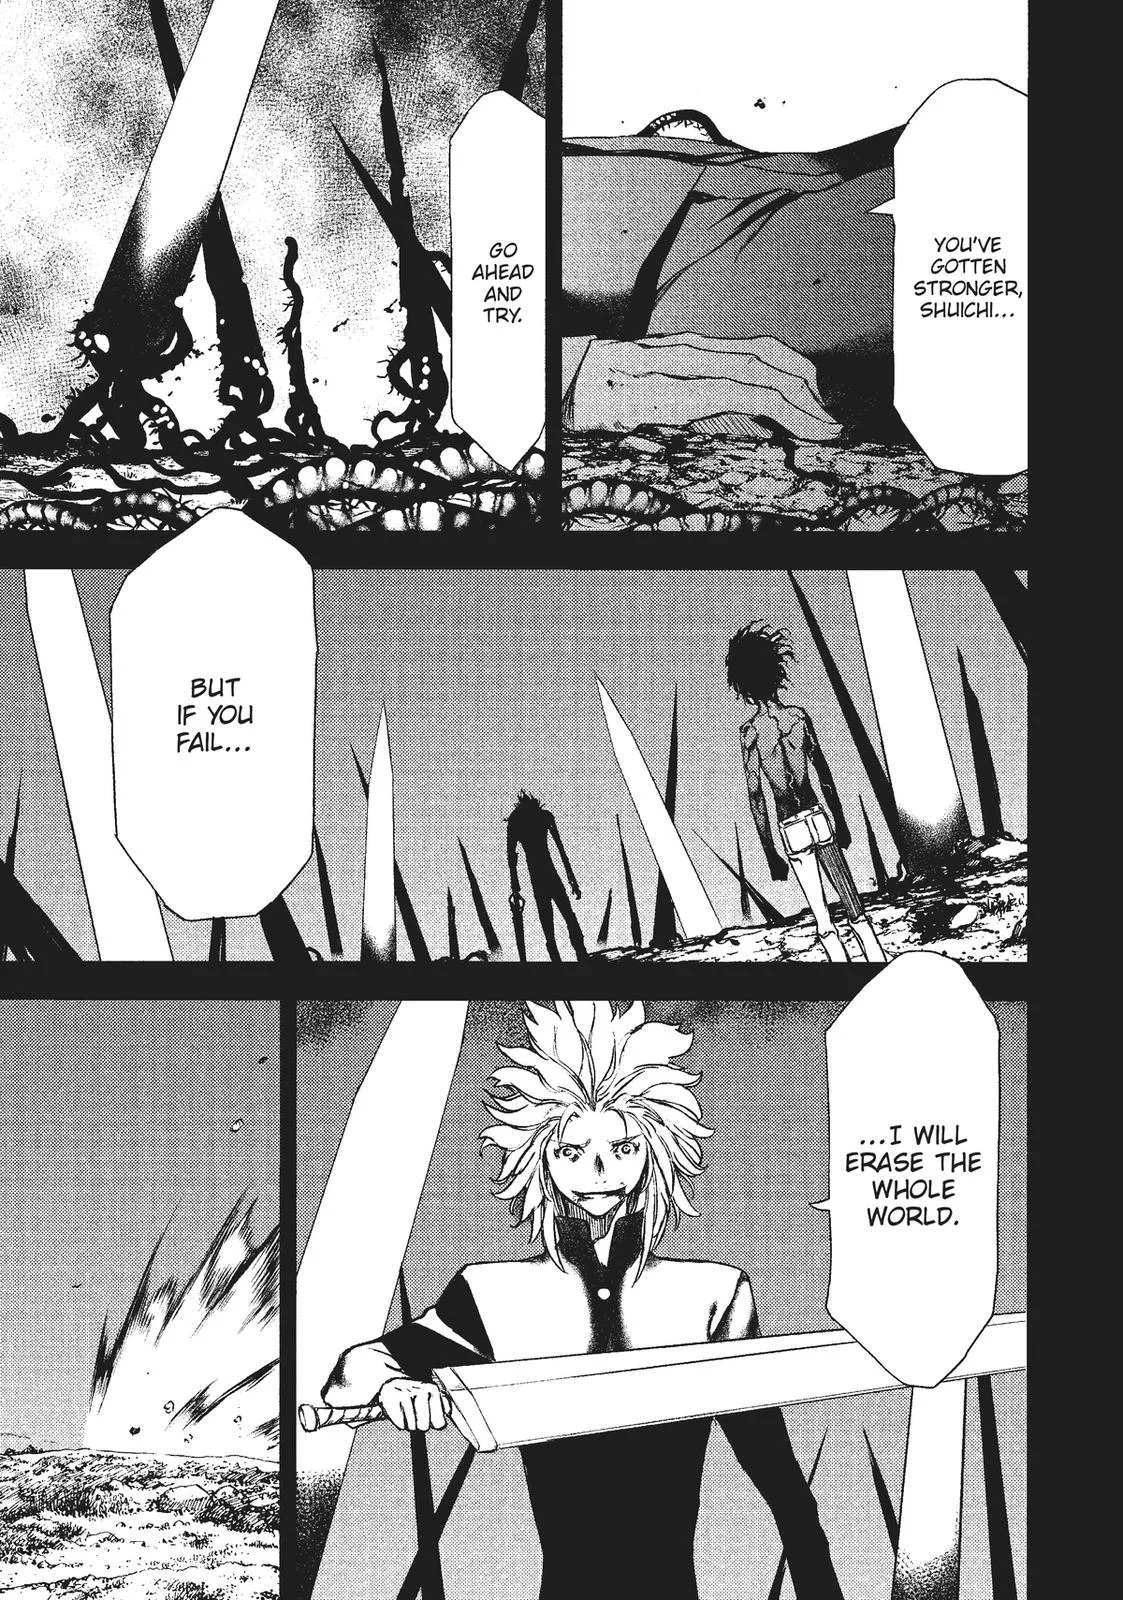 YOU'VE
GOTTEN
STRONGER,
SHUICHI...
GO
AHEAD
AND
TRY.
BUT
IF YOU
FAIL...
...I WILL
ERASE THE
WHOLE
WORLD.